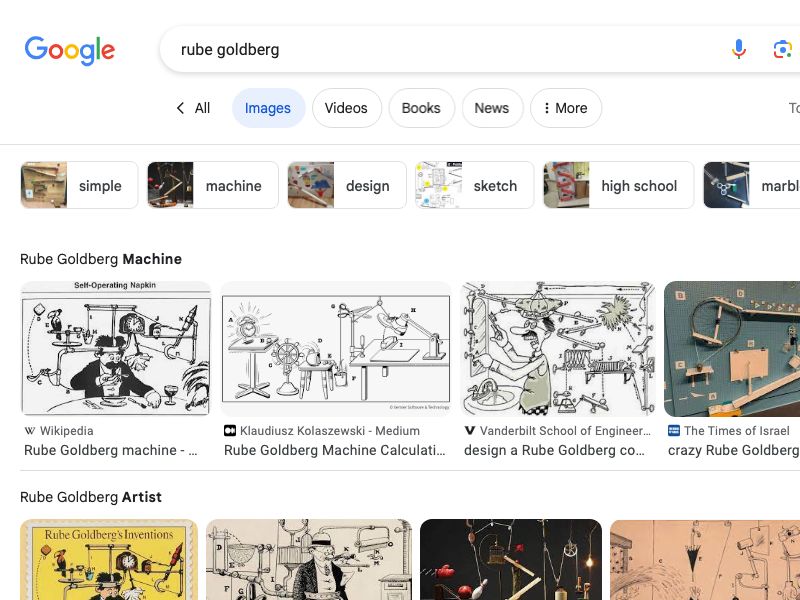 Google
rube goldberg
All
Images
Videos
Books
News
More
simple
machine
design
sketch
high school
Rube Goldberg Machine
Self-Operating Napkin
Wikipedia
Rube Goldberg machine - ...
Klaudiusz Kolaszewski - Medium
Rube Goldberg Machine Calculati...
Vanderbilt School of Engineer...
design a Rube Goldberg co...
The Times of Israel
crazy Rube Goldberg
Rube Goldberg Artist
Rube Goldberg's Inventions